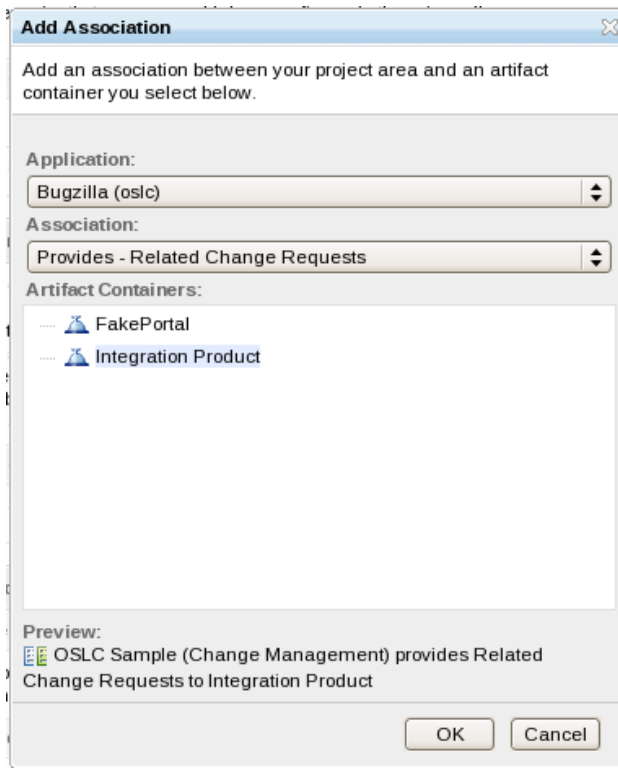 Add Association
Add an association between your project area and an artifact
container you select below.
Application:
Bugzilla (oslc)
Association:
Provides - Related Change Requests
Artifact Containers:
FakePortal
Integration Product
Preview:
OSLC Sample (Change Management) provides Related
Change Requests to Integration Product
OK
Cancel